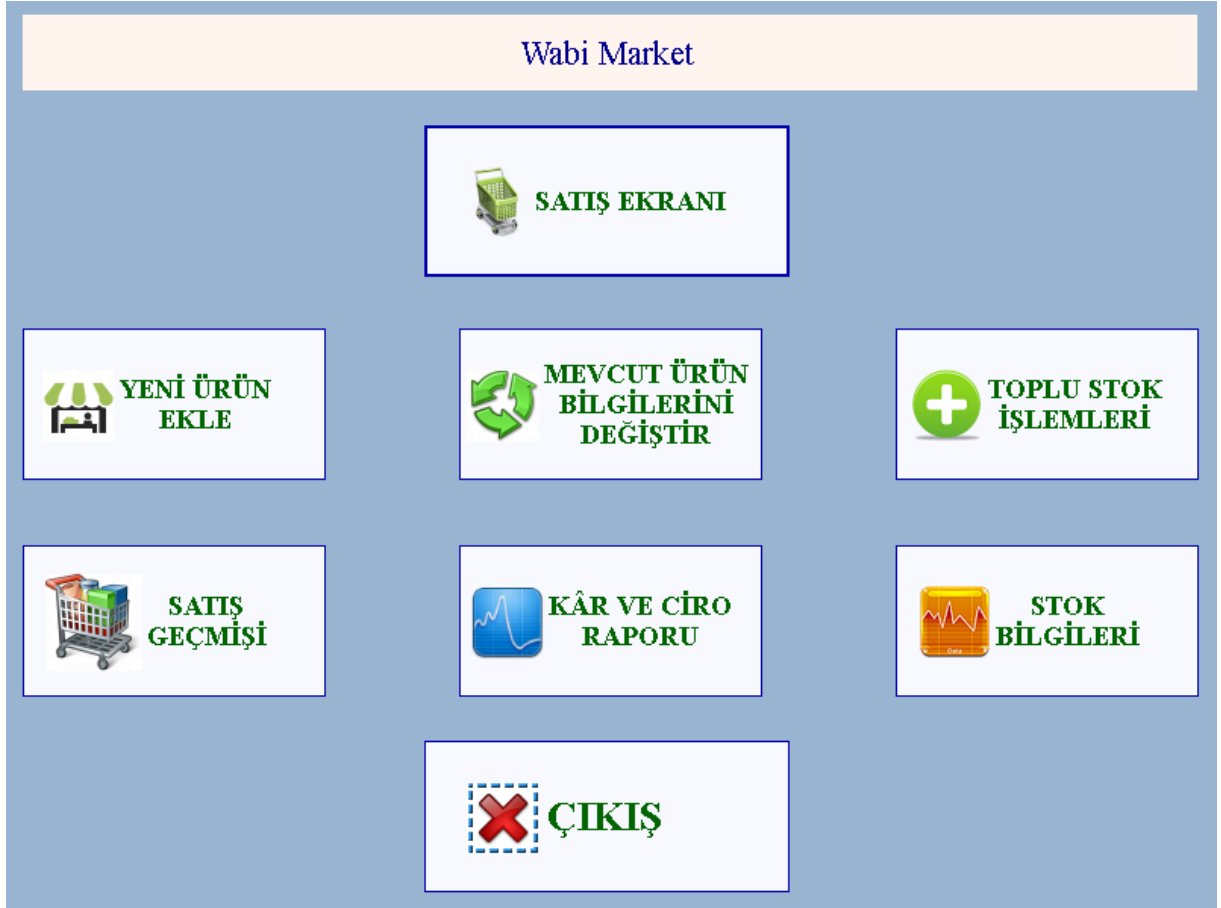 Wabi Market
SATIŞ EKRANI
YENİ ÜRÜN
EKLE
MEVCUT ÜRÜN
BİLGİLERİNİ
DEĞİŞTİR
TOPLU STOK
İŞLEMLERİ
SATIŞ
GEÇMİŞİ
KÂR VE CİRO
RAPORU
Data
STOK
BİLGİLERİ
ÇIKIŞ